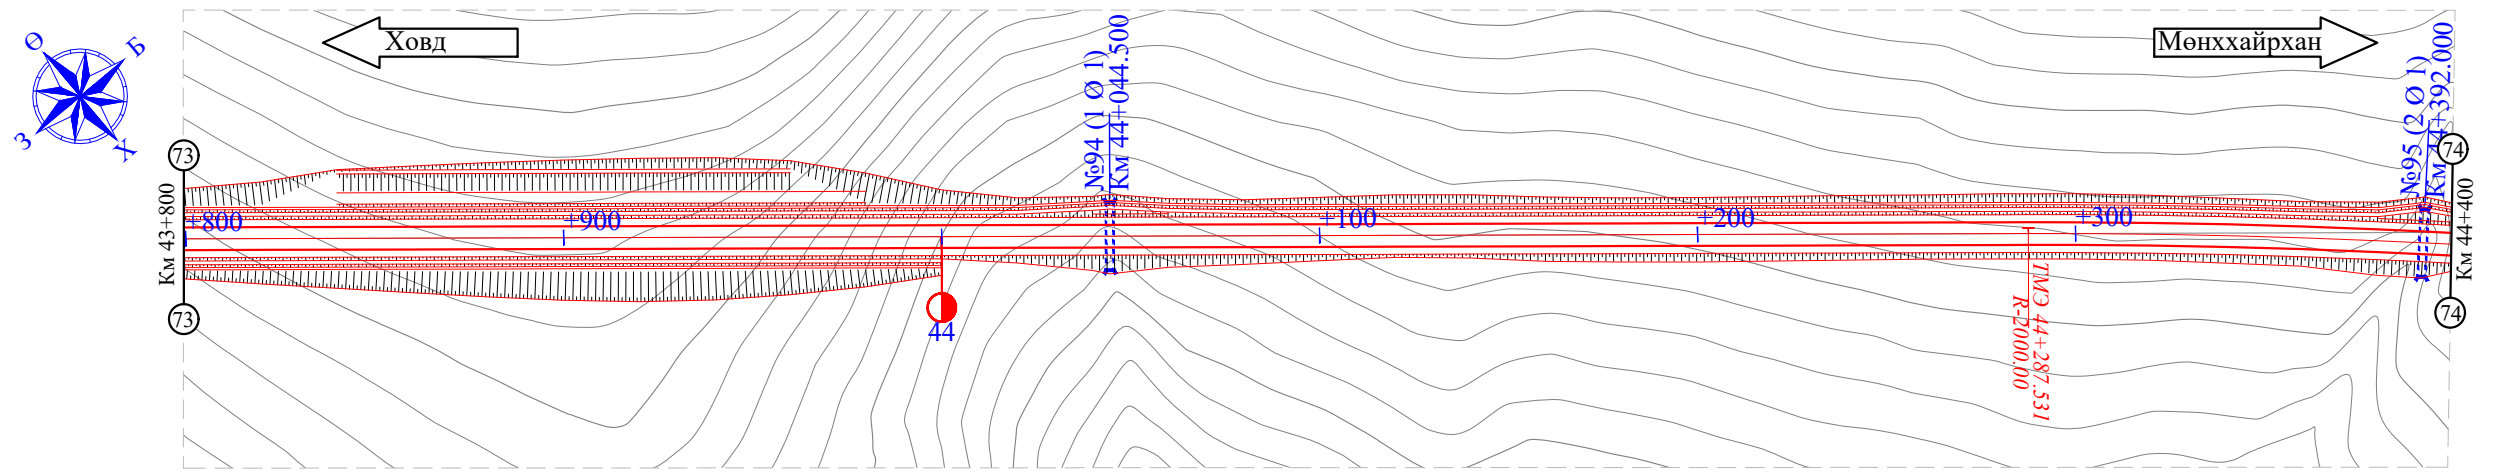 Ө
Б
З
Х
Ховд
Мөнххайрхан
73
73
Км 43+800
+800
+900
44
№94 (1 Ø 1)
Км 44+044.500
+100
+200
+300
ТМЭ 44+287.531
R-2000.00
№95 (2 Ø 1)
Км 44+392.000
74
74
Км 44+400